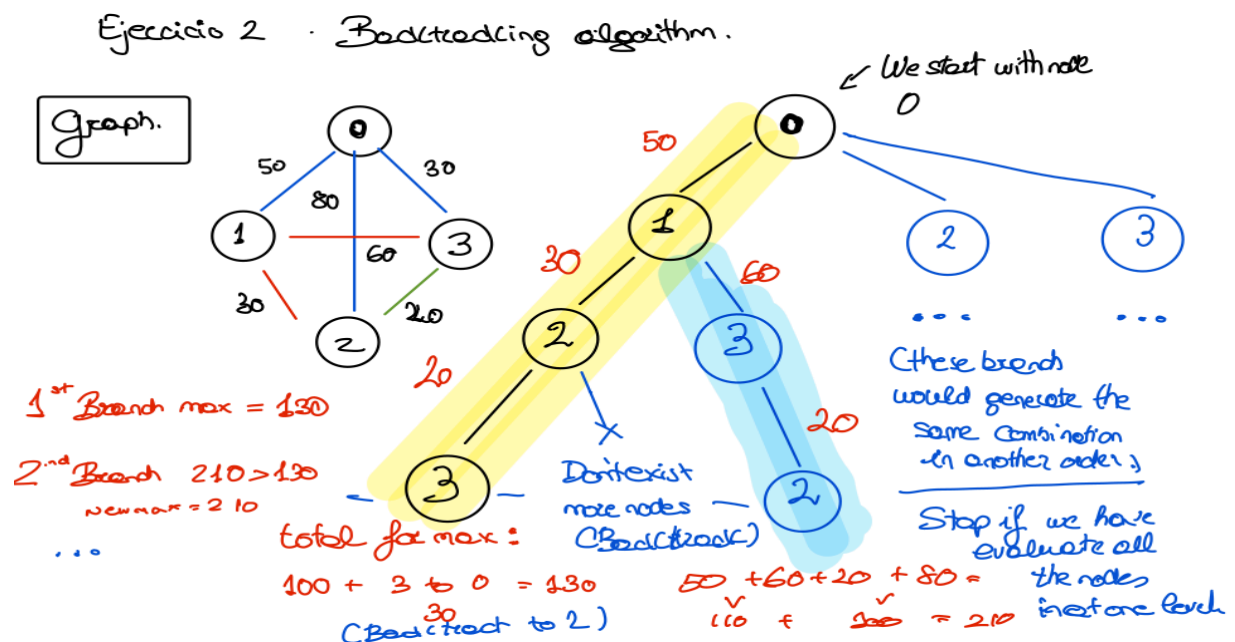 Ejercicio 2 . Backtracking algorithm.
We start with node
0
Graph.
0
50
80
30
1
3
60
30
20
2
0
50
1
2
3
30
60
2
3
20
20
3
2
...
...
(these branch
would generate the
same combination
in another order)
Stop if we have
evaluate all
the nodes
in at one level
1st Branch max = 130
2nd Branch 210 > 130
new max = 210
...
Don't exist
more nodes
(Backtrack)
total for max:
100 + 3 to 0 = 130
30
(Backtract to 2)
50 + 60 + 20 + 80 =
110 + 100 = 210